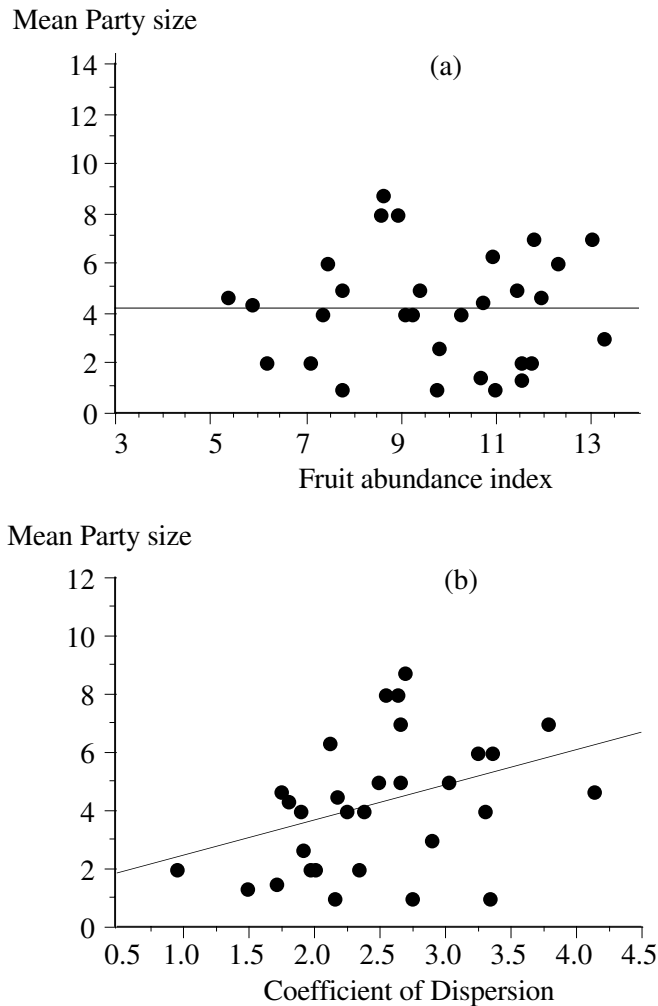 Mean Party size
(a)
14
12
10
8
6
4
2
0
3 5 7 9 11 13
Fruit abundance index
Mean Party size
(b)
12
10
8
6
4
2
0
0.5 1.0 1.5 2.0 2.5 3.0 3.5 4.0 4.5
Coefficient of Dispersion